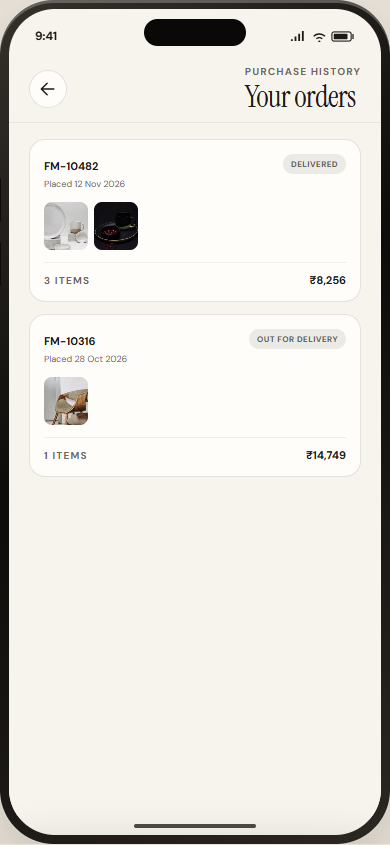 9:41
PURCHASE HISTORY
Your orders
FM-10482
DELIVERED
Placed 12 Nov 2026
3 ITEMS
₹8,256
FM-10316
OUT FOR DELIVERY
Placed 28 Oct 2026
1 ITEMS
₹14,749